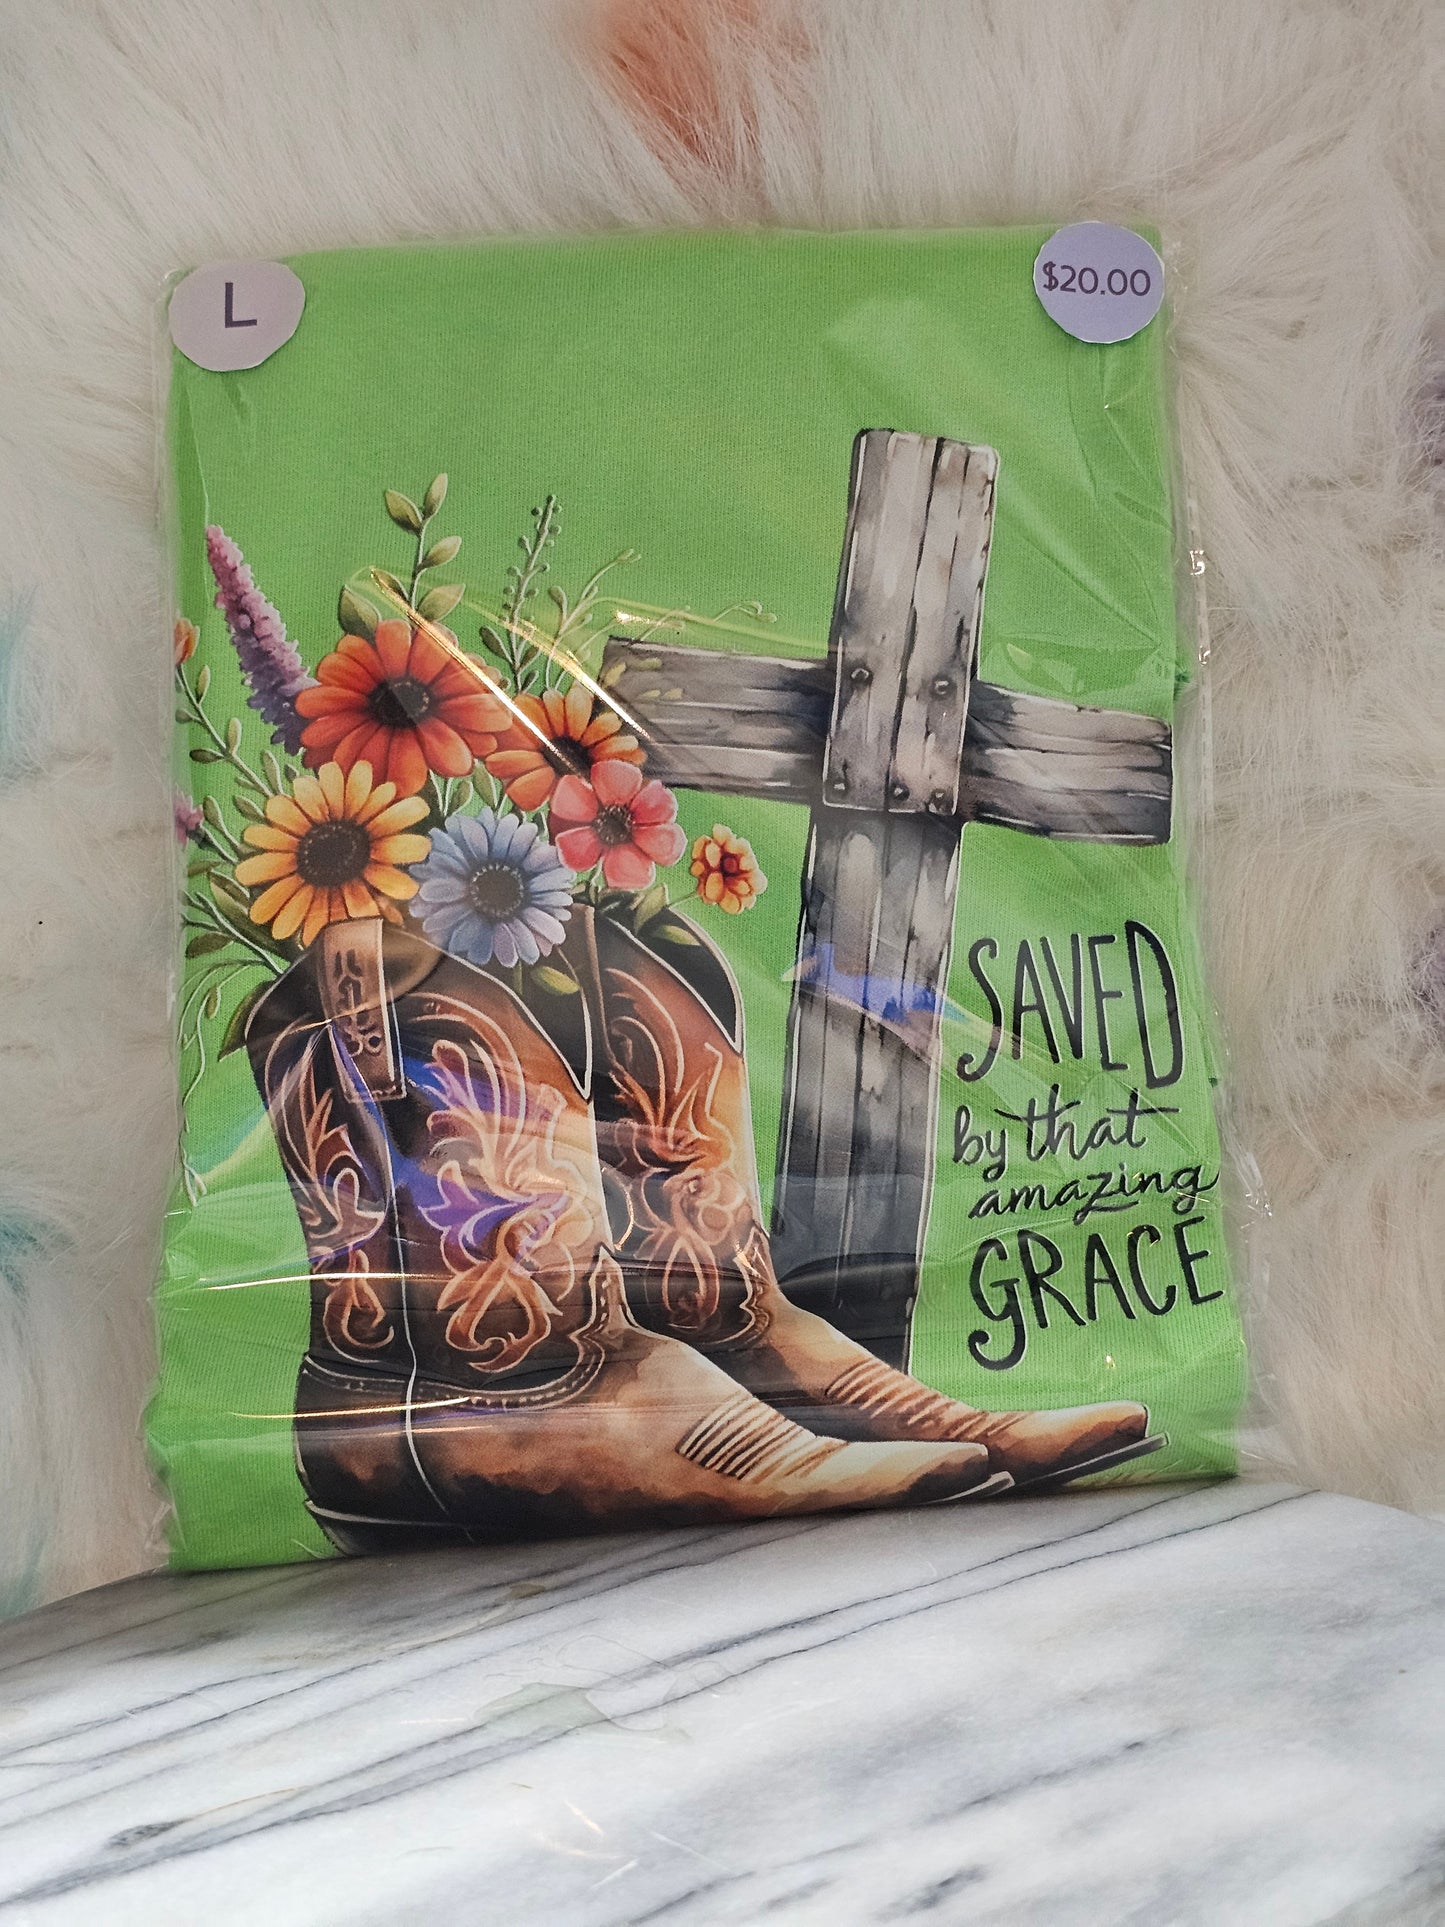 L
$20.00
SAVED
by that
amazing
GRACE